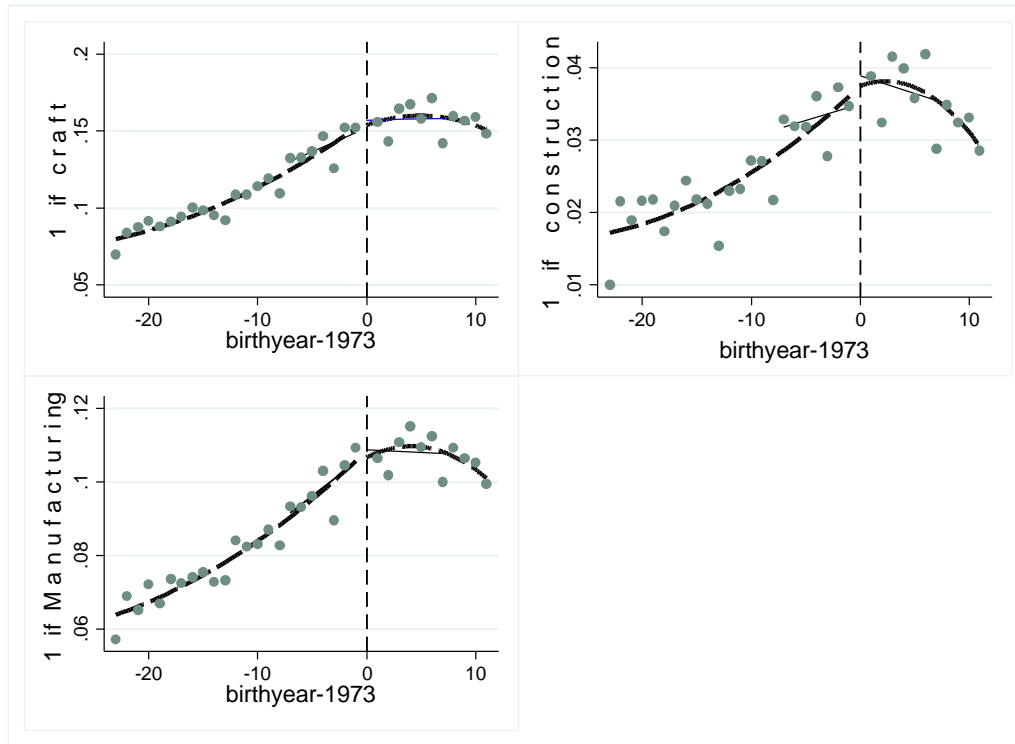 1 if craft
.2
.15
.1
.05
-20 -10 0 10
birthyear-1973
1 if construction
.04
.03
.02
.01
-20 -10 0 10
birthyear-1973
1 if Manufacturing
.12
.1
.08
.06
-20 -10 0 10
birthyear-1973